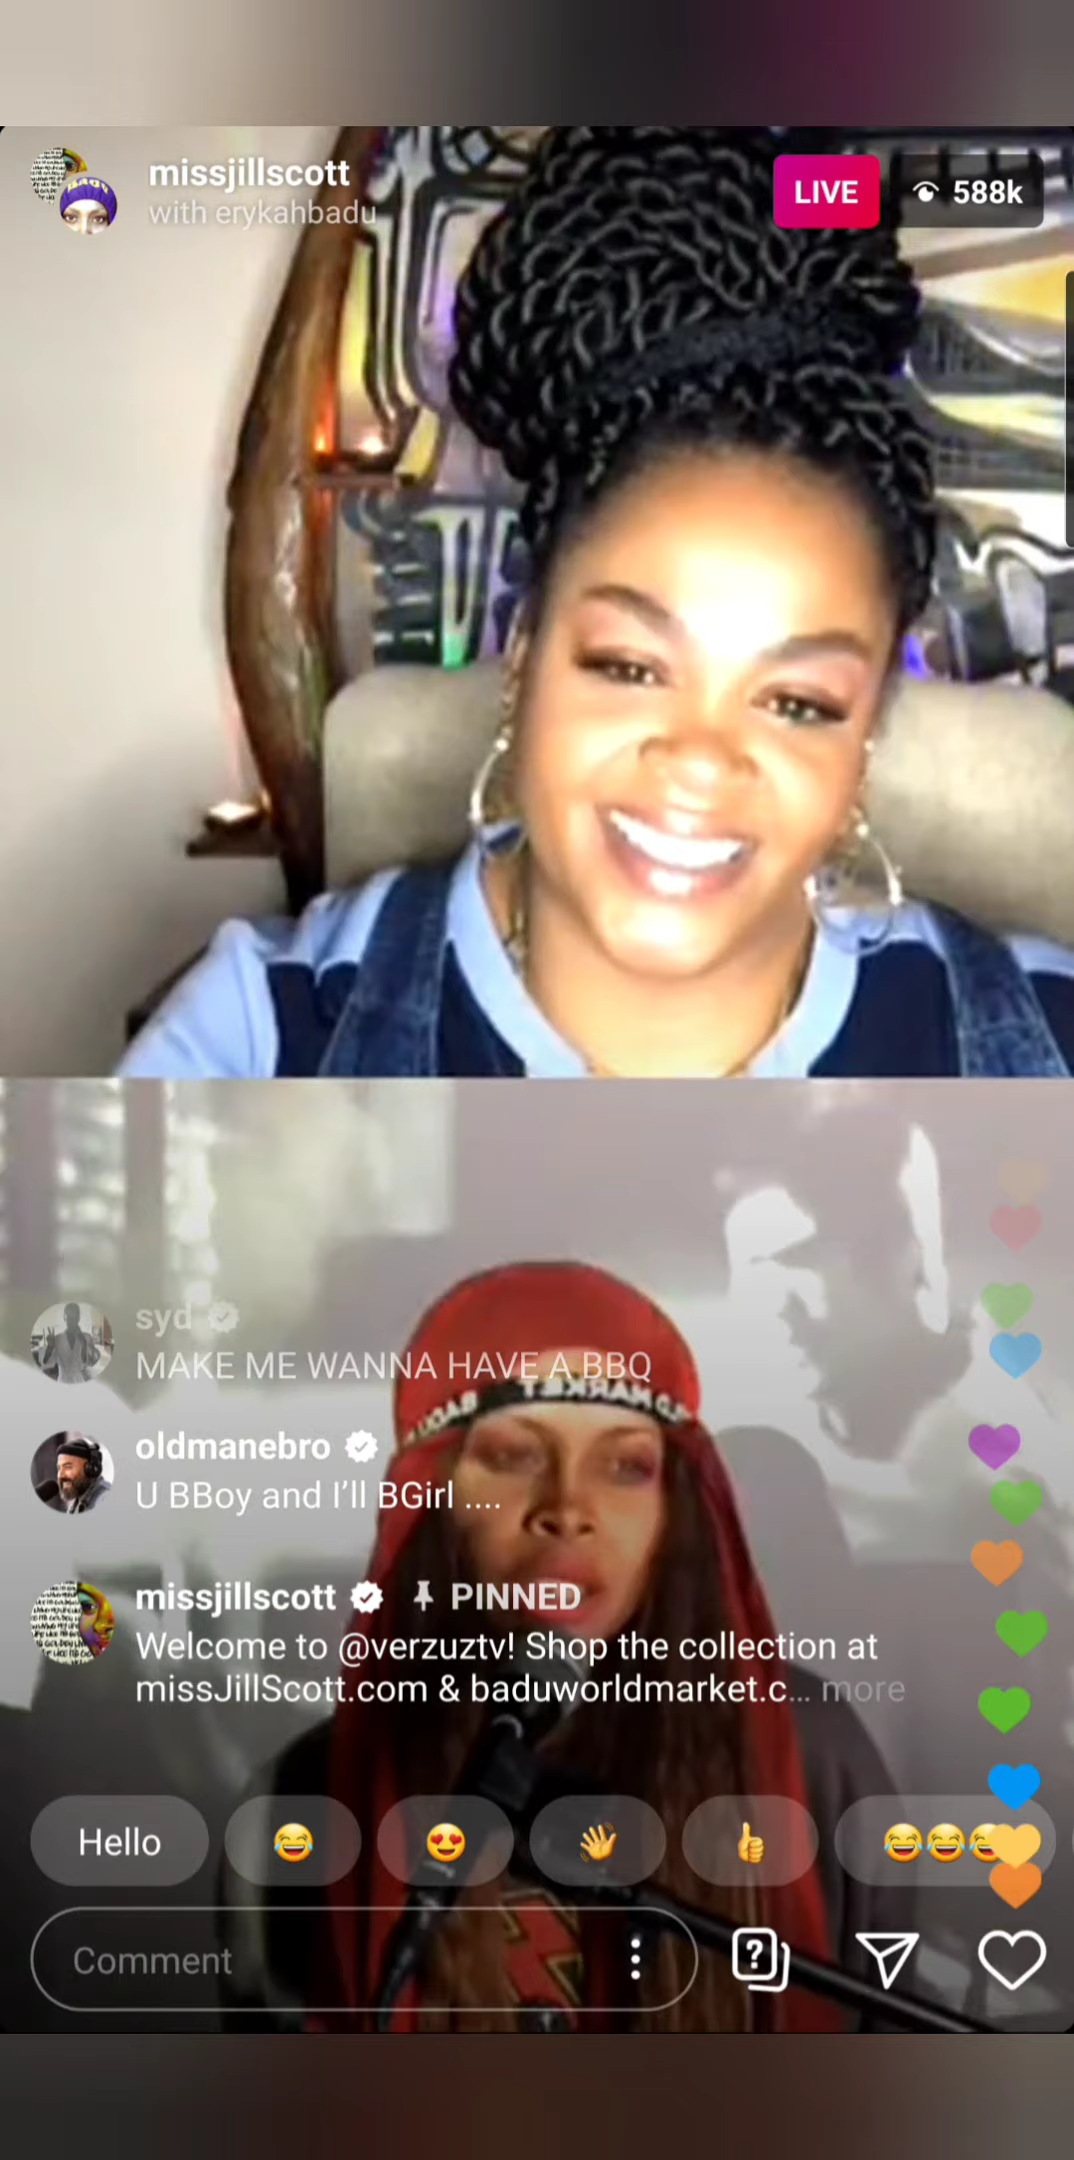 missjillscott
with erykahbadu
LIVE
588k
syd
MAKE ME WANNA HAVE A BBQ
oldmanebro
U BBoy and I'll BGirl ....
missjillscott PINNED
Welcome to @verzuztv! Shop the collection at
missJillScott.com & baduworldmarket.c... more
Hello
Comment